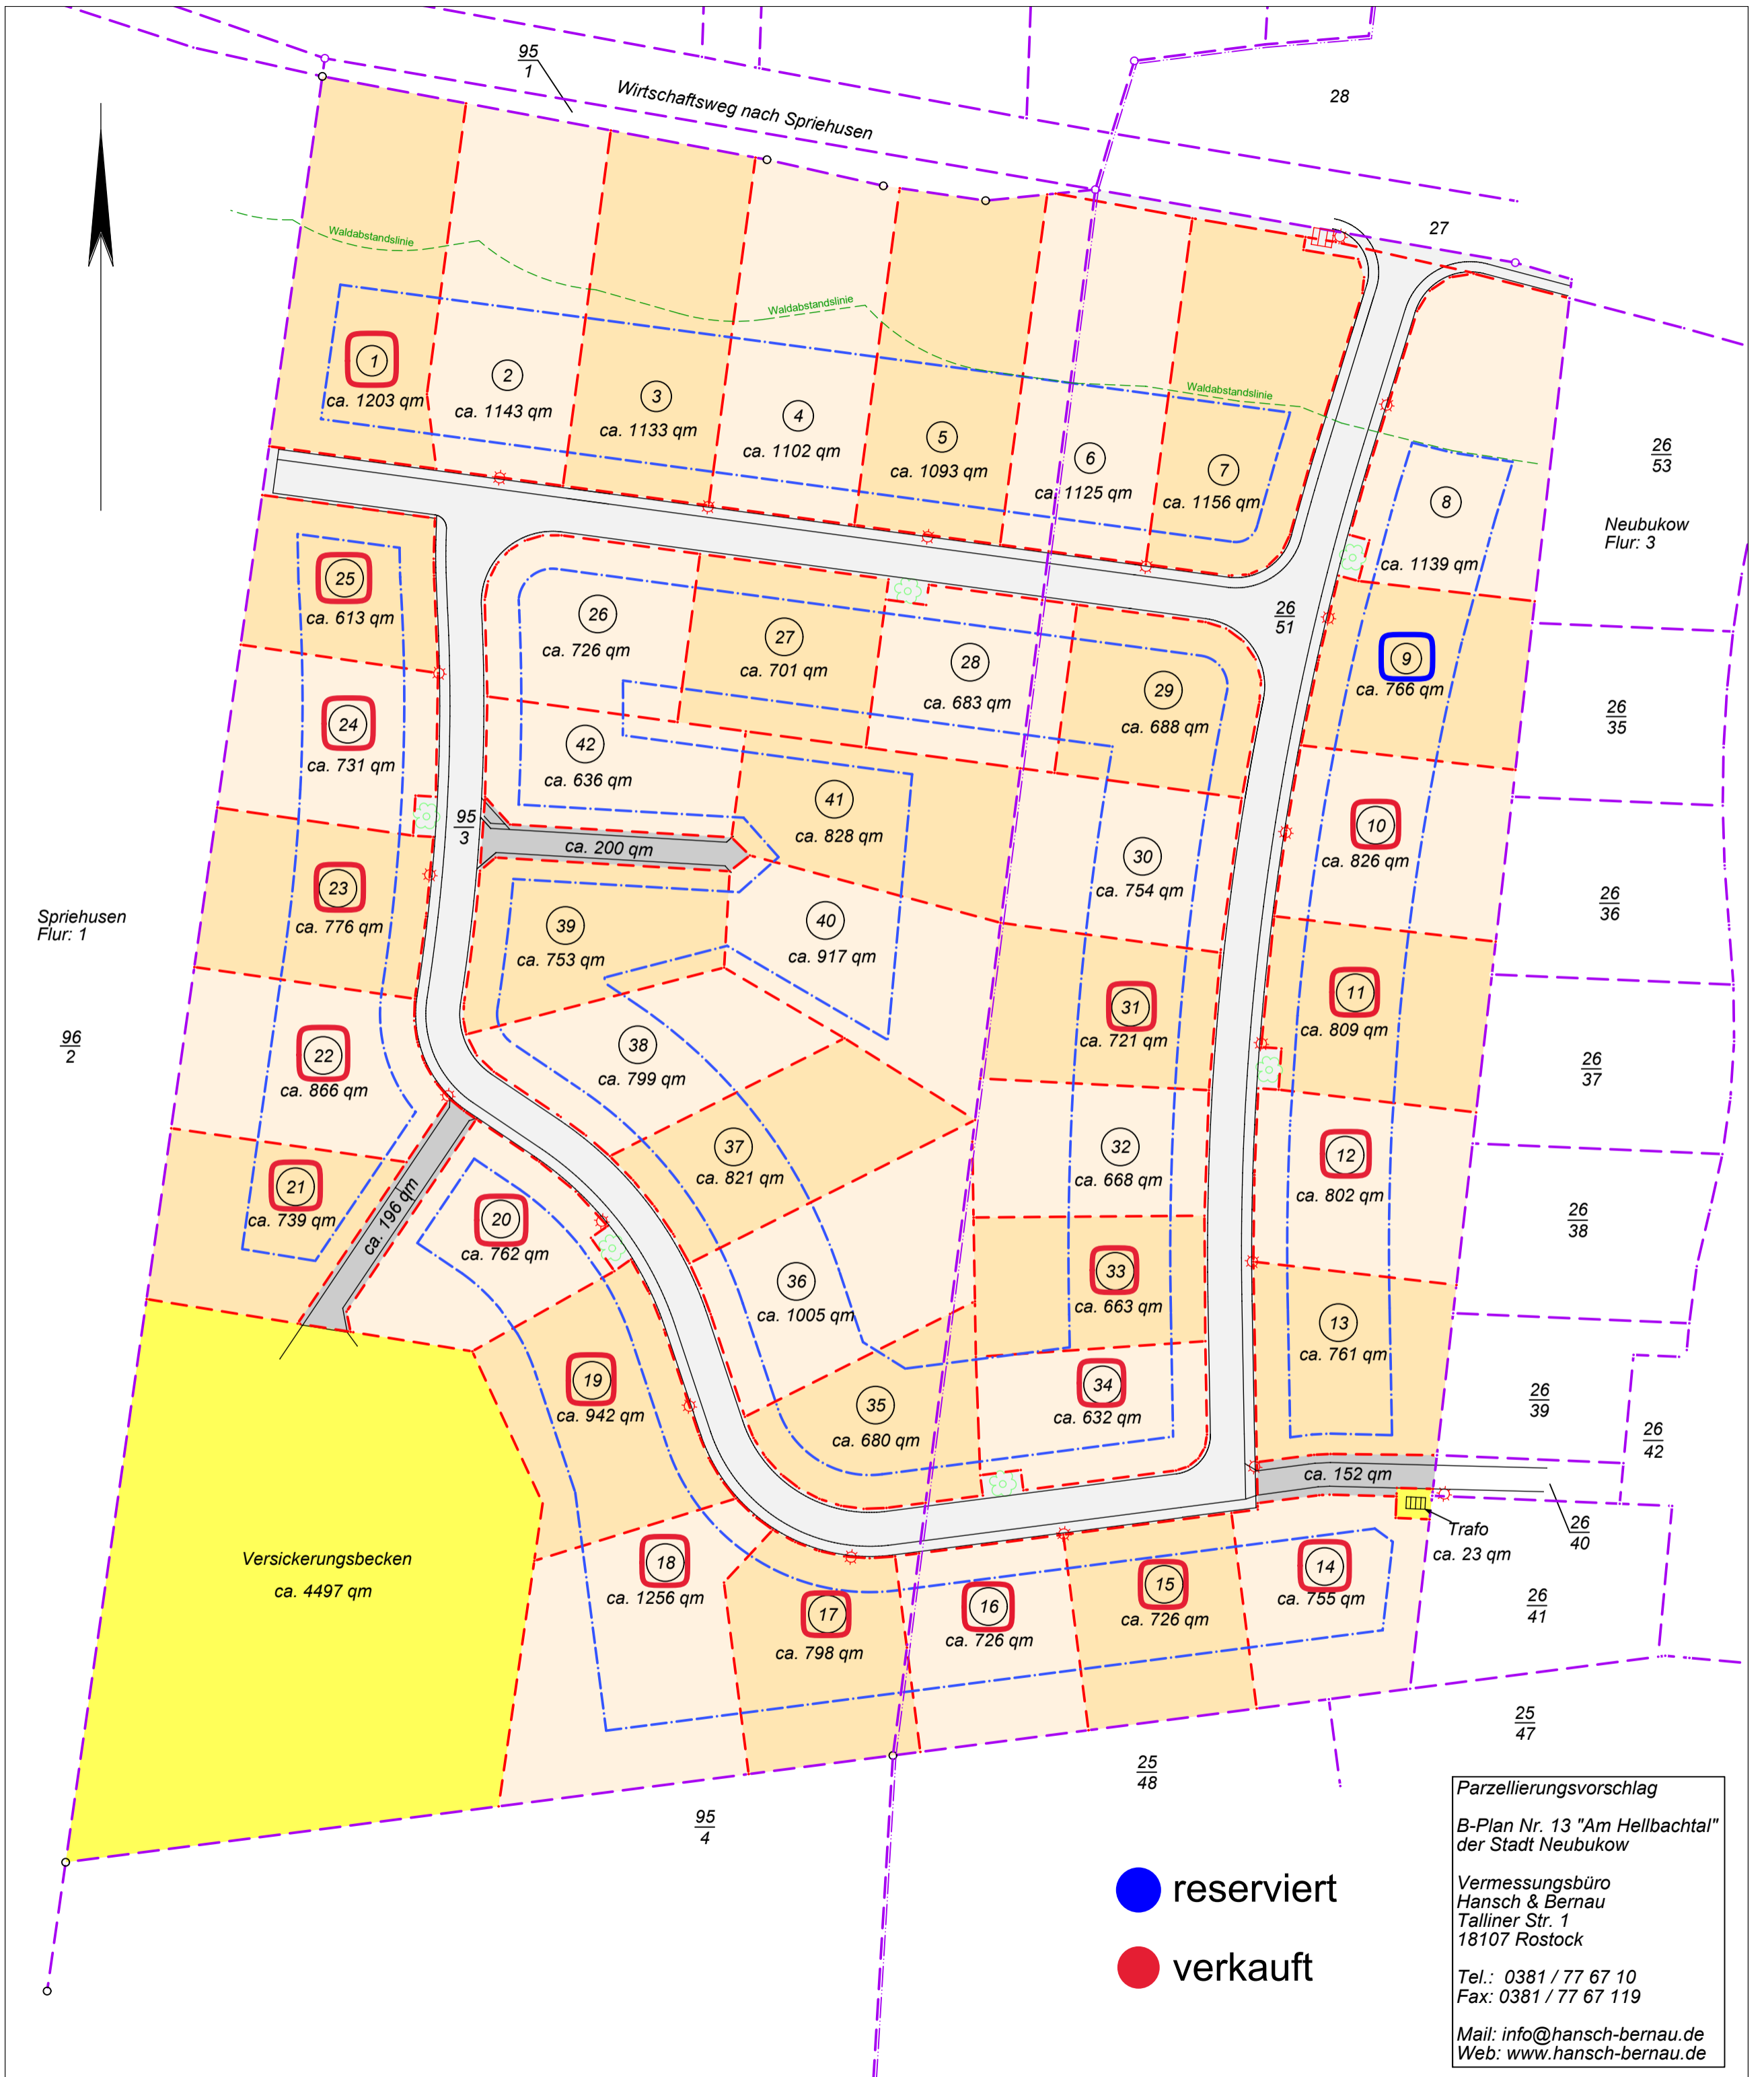 95
1
Wirtschaftsweg nach Spriehusen
28
27
Waldabstandslinie
Waldabstandslinie
Waldabstandslinie
1
ca. 1203 qm
2
ca. 1143 qm
3
ca. 1133 qm
4
ca. 1102 qm
5
ca. 1093 qm
6
ca. 1125 qm
7
ca. 1156 qm
8
ca. 1139 qm
26
53
Neubukow
Flur: 3
25
ca. 613 qm
26
ca. 726 qm
27
ca. 701 qm
28
ca. 683 qm
29
ca. 688 qm
26
51
9
ca. 766 qm
26
35
24
ca. 731 qm
42
ca. 636 qm
41
ca. 828 qm
95
3
ca. 200 qm
30
ca. 754 qm
10
ca. 826 qm
26
36
23
ca. 776 qm
Spriehusen
Flur: 1
39
ca. 753 qm
40
ca. 917 qm
31
ca. 721 qm
11
ca. 809 qm
96
2
22
ca. 866 qm
38
ca. 799 qm
26
37
37
ca. 821 qm
32
ca. 668 qm
12
ca. 802 qm
21
ca. 739 qm
ca. 196 qm
20
ca. 762 qm
26
38
36
ca. 1005 qm
33
ca. 663 qm
13
ca. 761 qm
19
ca. 942 qm
35
ca. 680 qm
34
ca. 632 qm
26
39
26
42
ca. 152 qm
Trafo
ca. 23 qm
26
40
Versickerungsbecken
ca. 4497 qm
18
ca. 1256 qm
17
ca. 798 qm
16
ca. 726 qm
15
ca. 726 qm
14
ca. 755 qm
26
41
25
47
25
48
95
4
reserviert
verkauft
Parzellierungsvorschlag
B-Plan Nr. 13 "Am Hellbachtal"
der Stadt Neubukow
Vermessungsbüro
Hansch & Bernau
Talliner Str. 1
18107 Rostock
Tel.: 0381 / 77 67 10
Fax: 0381 / 77 67 119
Mail: info@hansch-bernau.de
Web: www.hansch-bernau.de